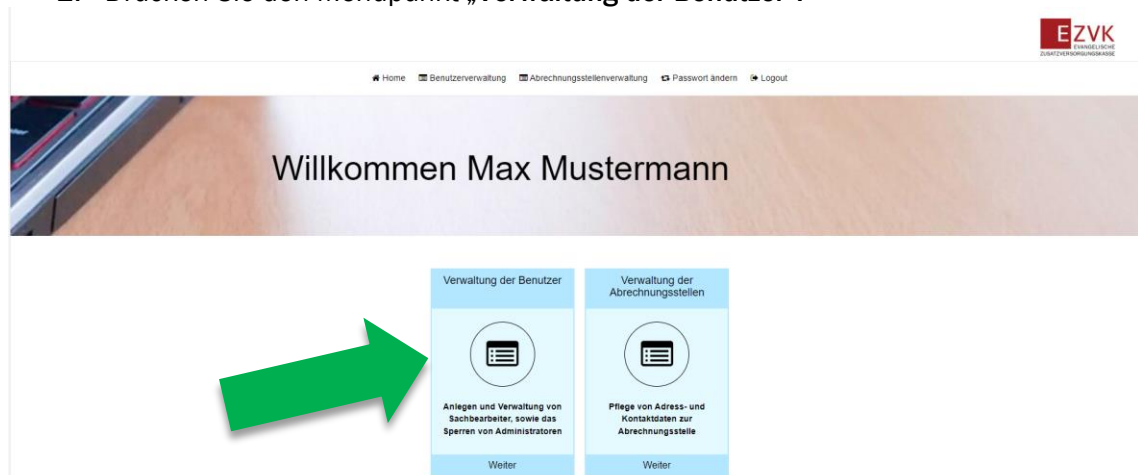 2. Drücken Sie den Menüpunkt „Verwaltung der Benutzer“.
EZVK
EVANGELISCHE
ZUSATZVERSORGUNGSKASSE
Home Benutzerverwaltung Abrechnungsstellenverwaltung Passwort ändern Logout
Willkommen Max Mustermann
Verwaltung der Benutzer
Anlegen und Verwaltung von
Sachbearbeiter, sowie das
Sperren von Administratoren
Weiter
Verwaltung der
Abrechnungsstellen
Pflege von Adress- und
Kontaktdaten zur
Abrechnungsstelle
Weiter